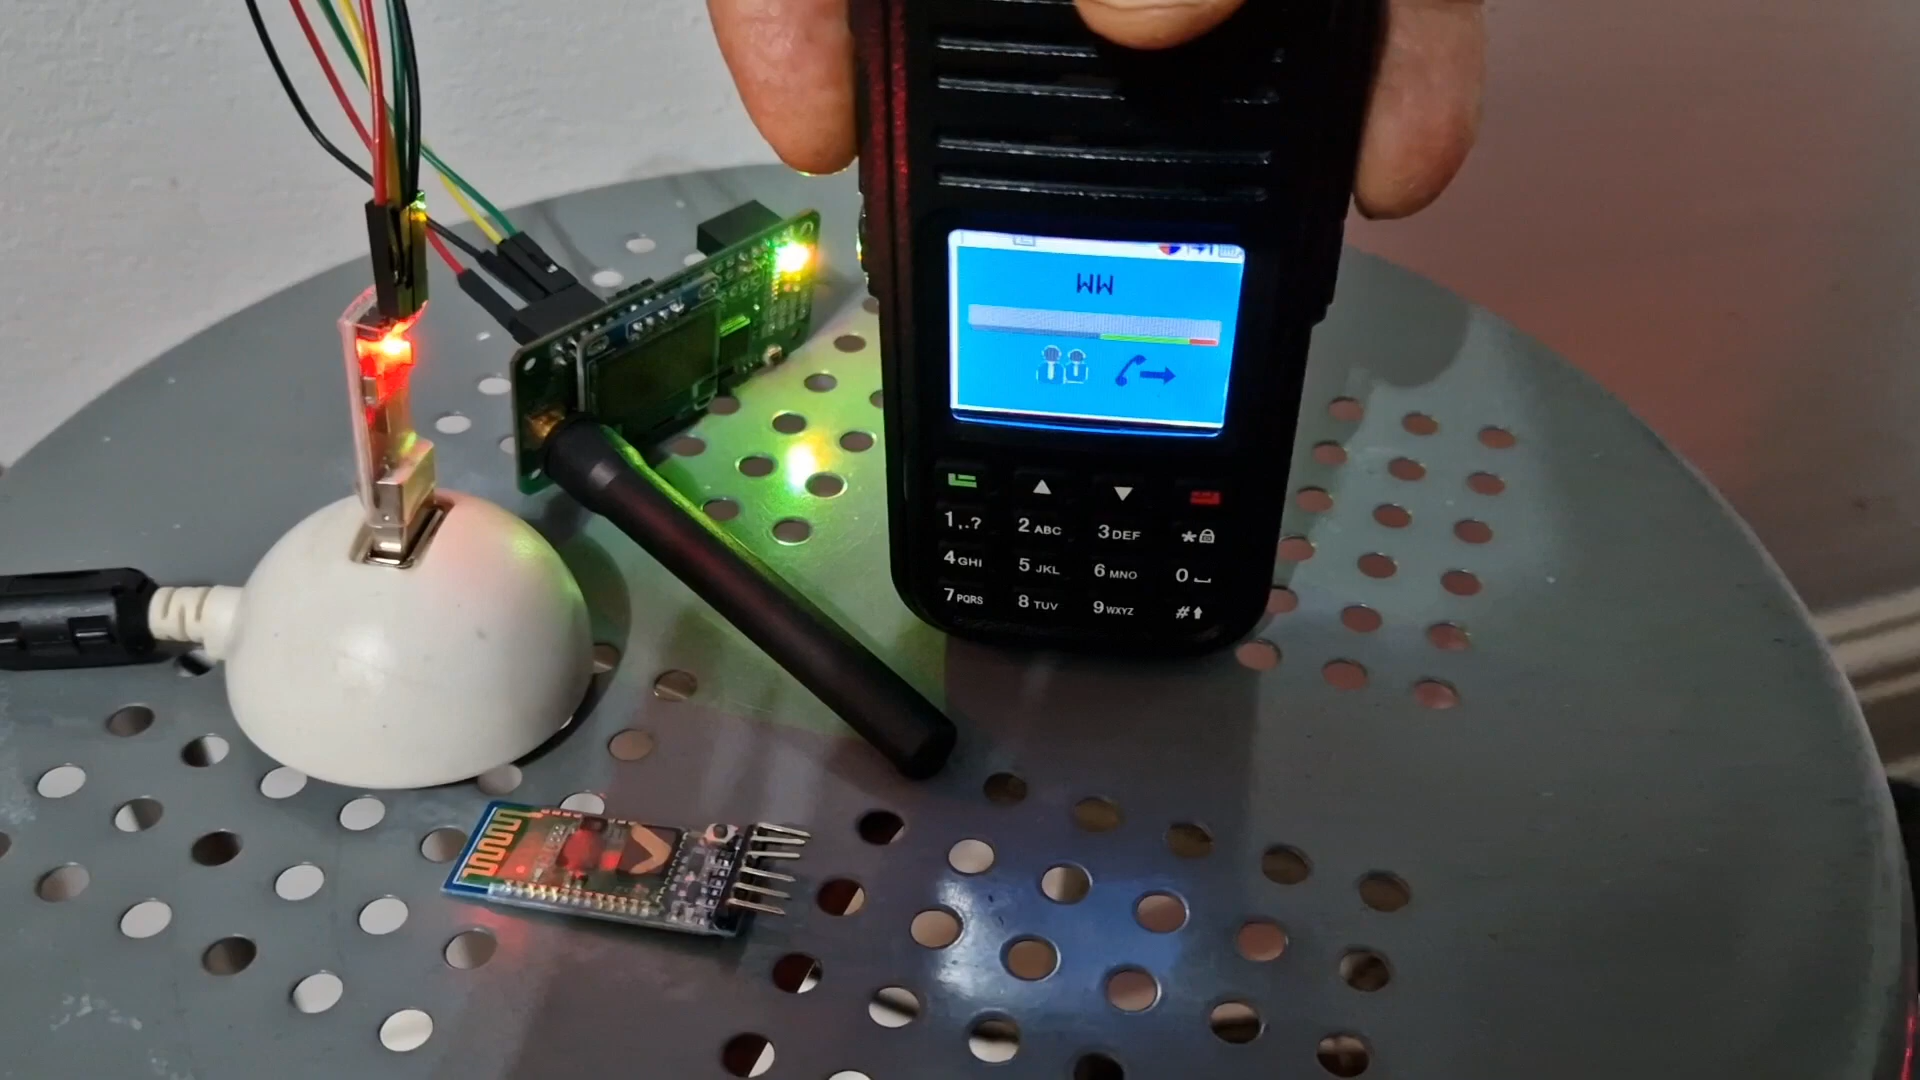 WW
1,.? 2 ABC 3 DEF *
4 GHI 5 JKL 6 MNO 0
7 PQRS 8 TUV 9 WXYZ #